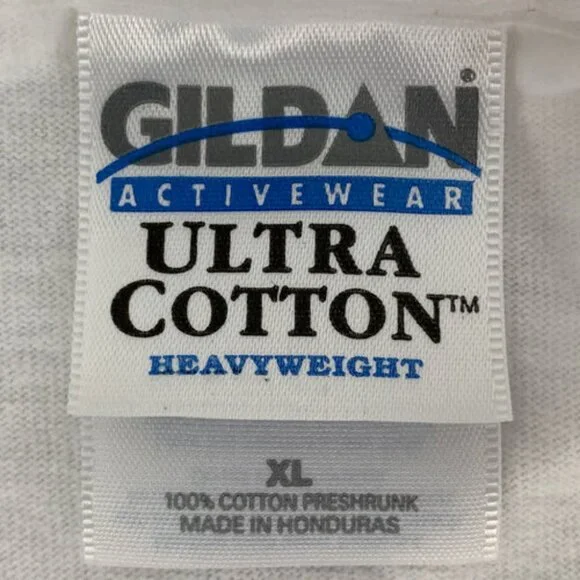 GILDAN®
ACTIVEWEAR
ULTRA
COTTON™
HEAVYWEIGHT
XL
100% COTTON PRESHRUNK
MADE IN HONDURAS